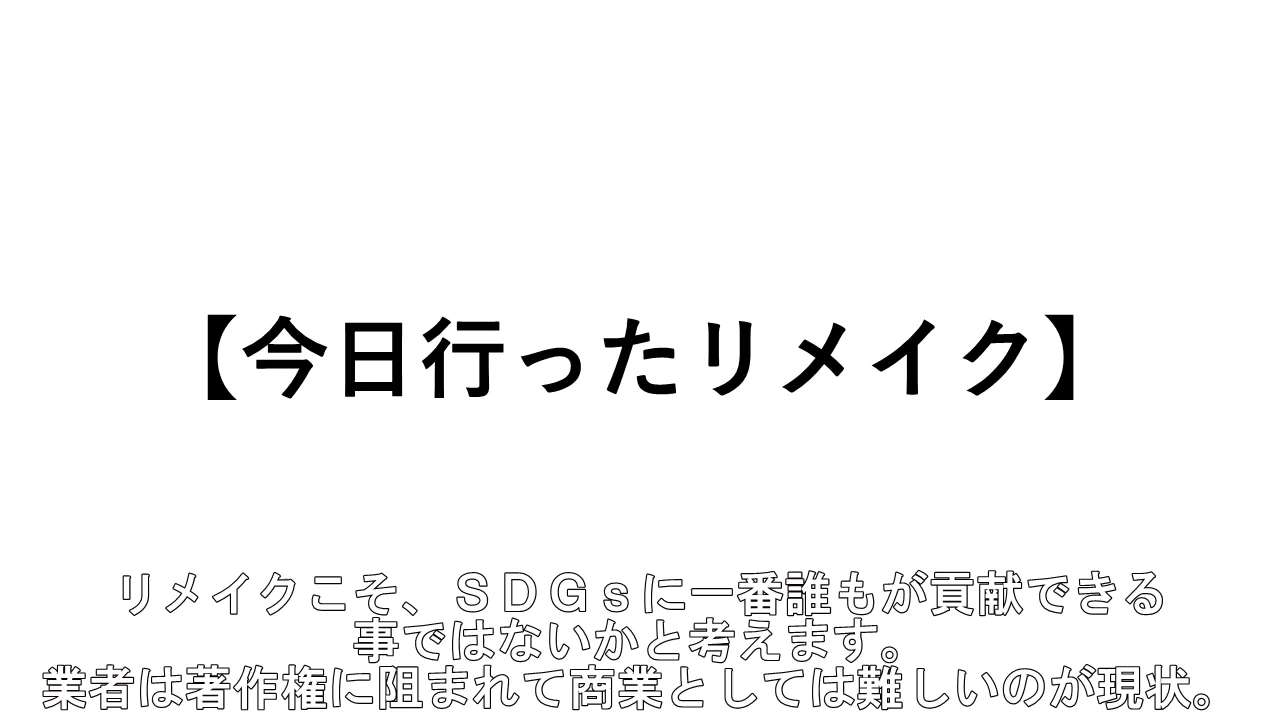 【今日行ったリメイク】
リメイクこそ、ＳＤＧｓに一番誰もが貢献できる
事ではないかと考えます。
業者は著作権に阻まれて商業としては難しいのが現状。